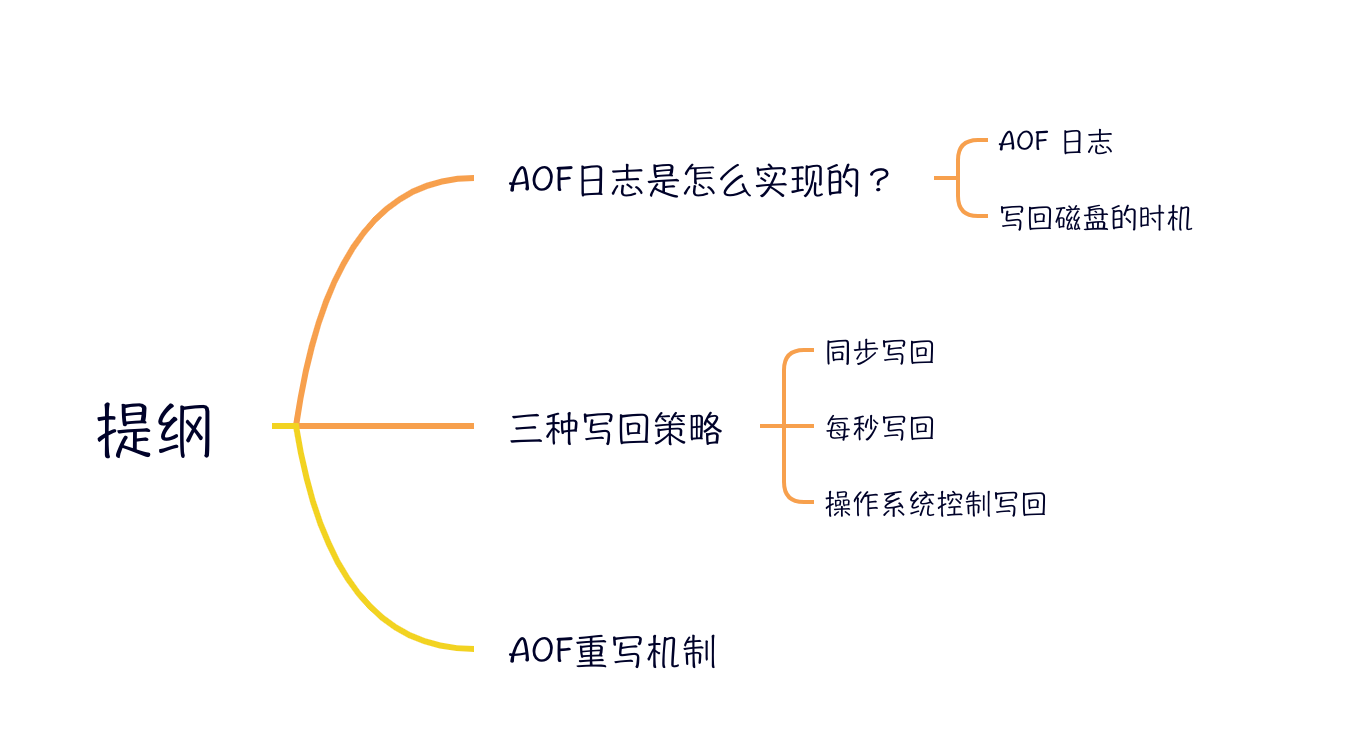 提纲
AOF日志是怎么实现的？
AOF 日志
写回磁盘的时机
三种写回策略
同步写回
每秒写回
操作系统控制写回
AOF重写机制